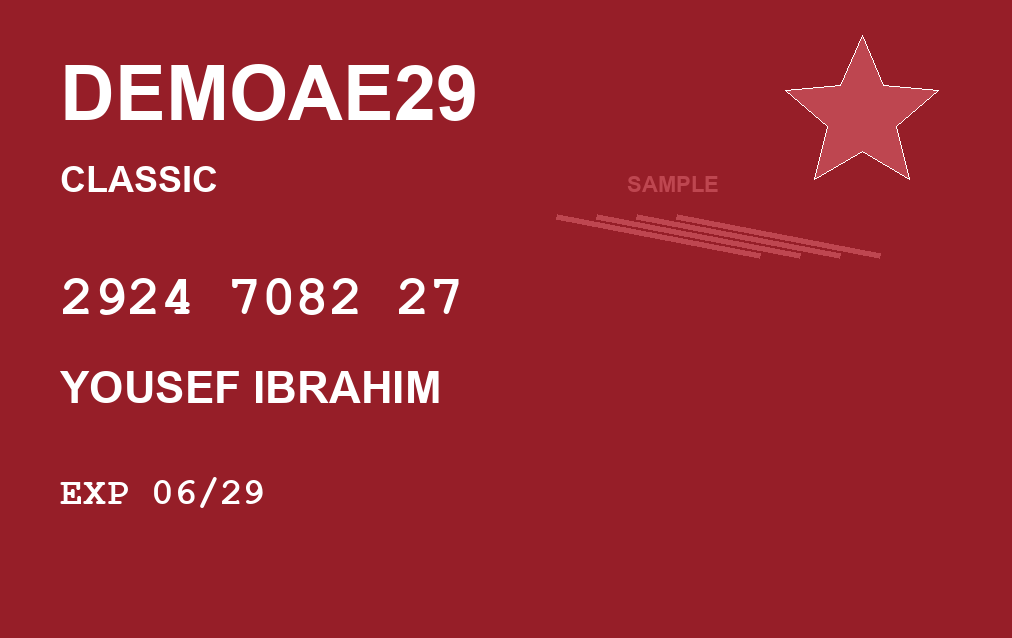 DEMOAE29
CLASSIC
SAMPLE
2924 7082 27
YOUSEF IBRAHIM
EXP 06/29